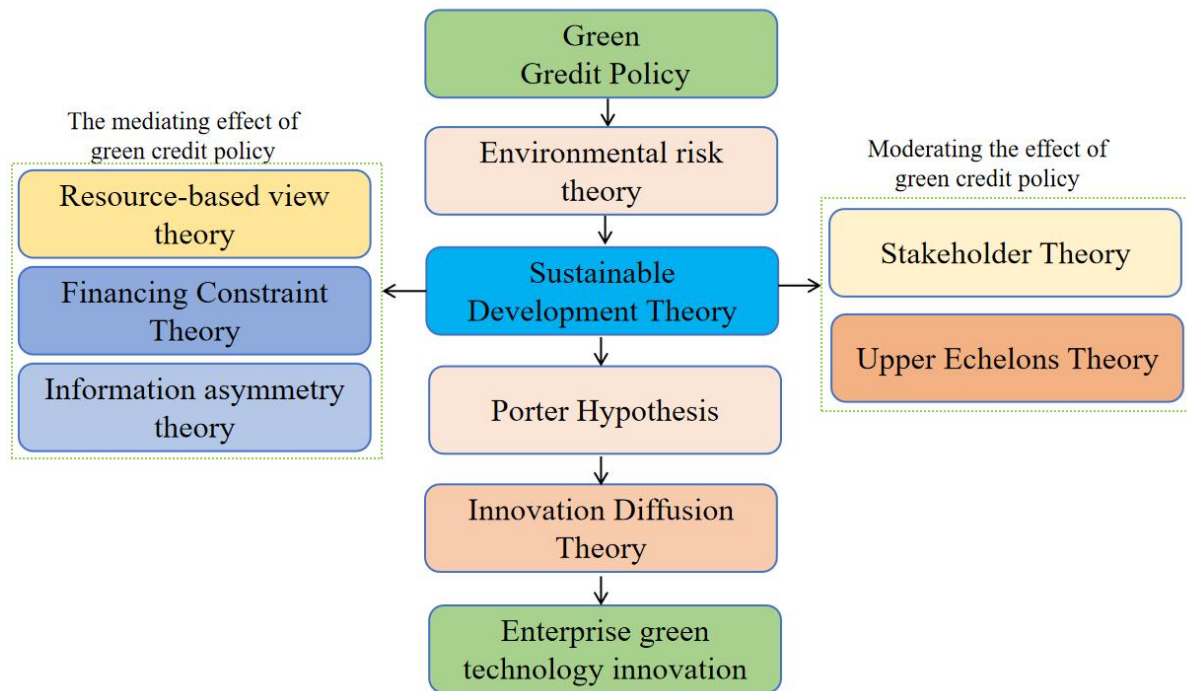 Green
Gredit Policy
The mediating effect of
green credit policy
Environmental risk
theory
Moderating the effect of
green credit policy
Resource-based view
theory
Financing Constraint
Theory
Information asymmetry
theory
Sustainable
Development Theory
Stakeholder Theory
Upper Echelons Theory
Porter Hypothesis
Innovation Diffusion
Theory
Enterprise green
technology innovation